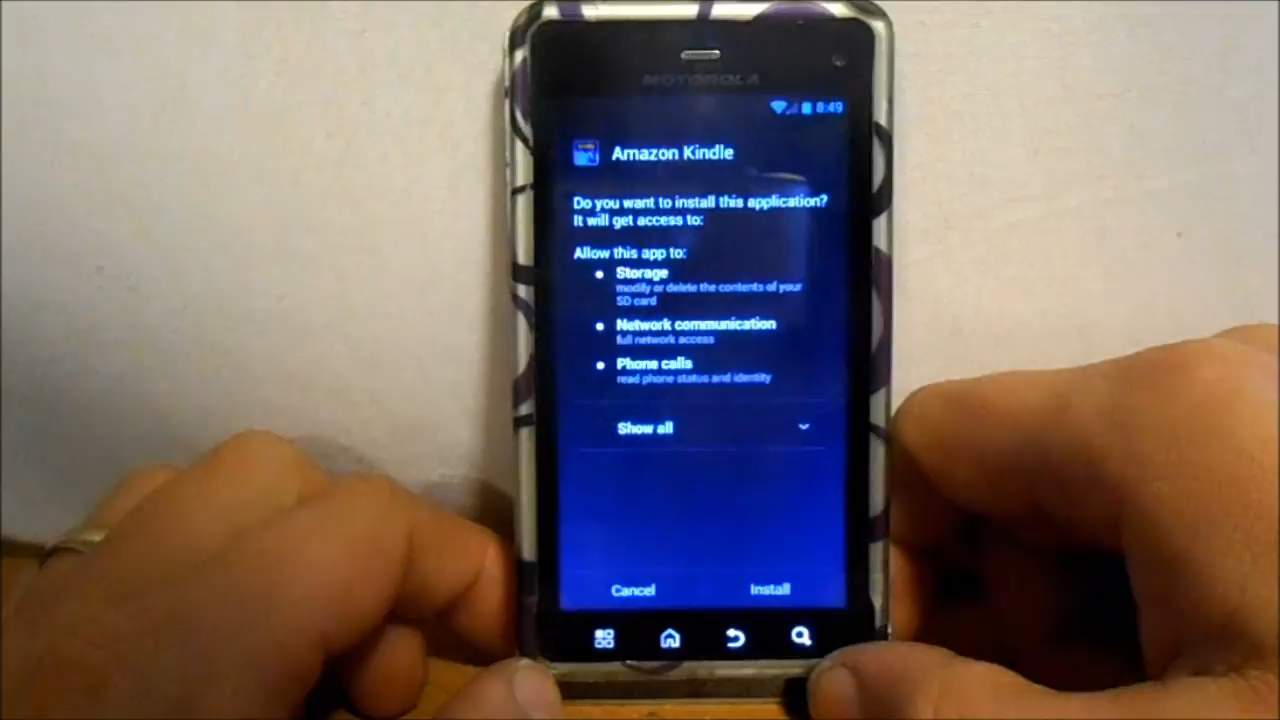 MOTOROLA
8:49
Amazon Kindle
Do you want to install this application?
It will get access to:
Allow this app to:
Storage
modify or delete the contents of your
SD card
Network communication
full network access
Phone calls
read phone status and identity
Show all
Cancel
Install